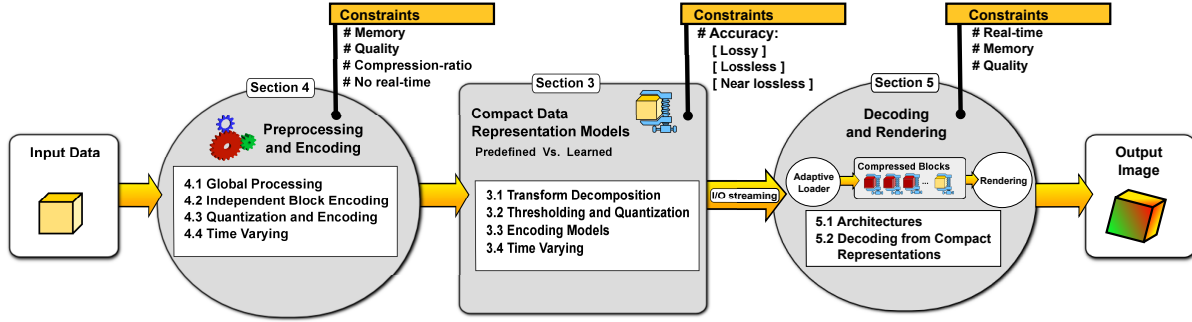 Input Data
Constraints
# Memory
# Quality
# Compression-ratio
# No real-time
Section 4
Preprocessing
and Encoding
4.1 Global Processing
4.2 Independent Block Encoding
4.3 Quantization and Encoding
4.4 Time Varying
Constraints
# Accuracy:
[ Lossy ]
[ Lossless ]
[ Near lossless ]
Section 3
Compact Data
Representation Models
Predefined Vs. Learned
3.1 Transform Decomposition
3.2 Thresholding and Quantization
3.3 Encoding Models
3.4 Time Varying
I/O streaming
Constraints
# Real-time
# Memory
# Quality
Section 5
Decoding
and Rendering
Adaptive
Loader
Compressed Blocks
...
Rendering
5.1 Architectures
5.2 Decoding from Compact
Representations
Output
Image